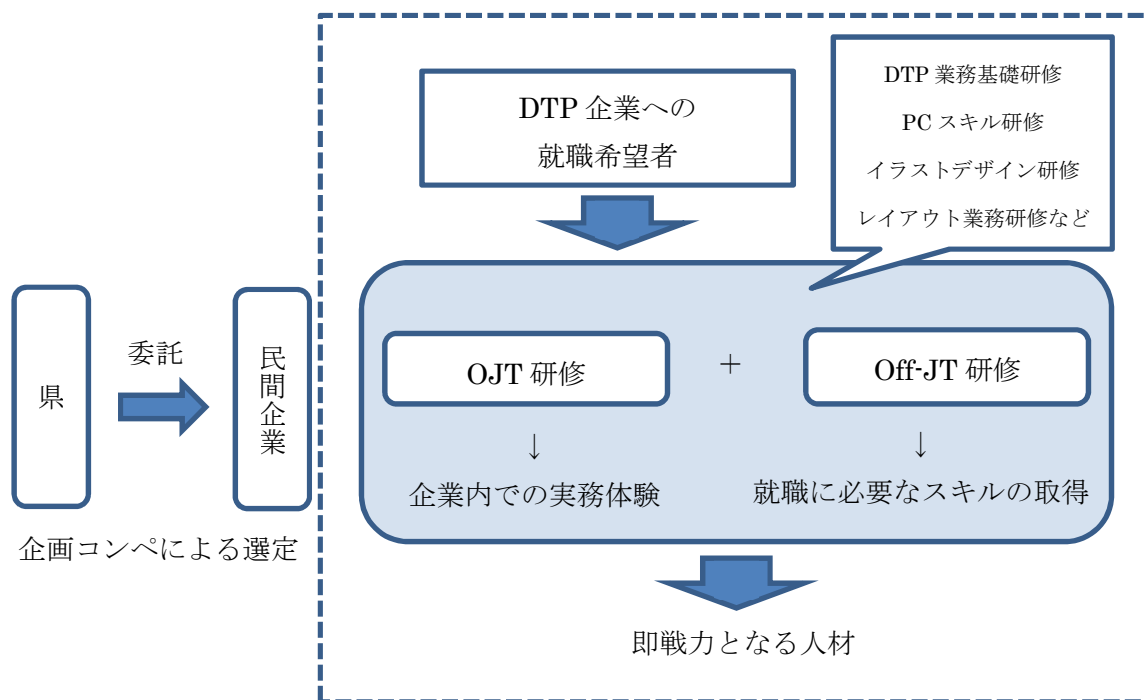 県
委託
民間企業
企画コンペによる選定
DTP 企業への
就職希望者
DTP 業務基礎研修
PC スキル研修
イラストデザイン研修
レイアウト業務研修など
OJT 研修
＋
Off-JT 研修
↓
↓
企業内での実務体験
就職に必要なスキルの取得
即戦力となる人材